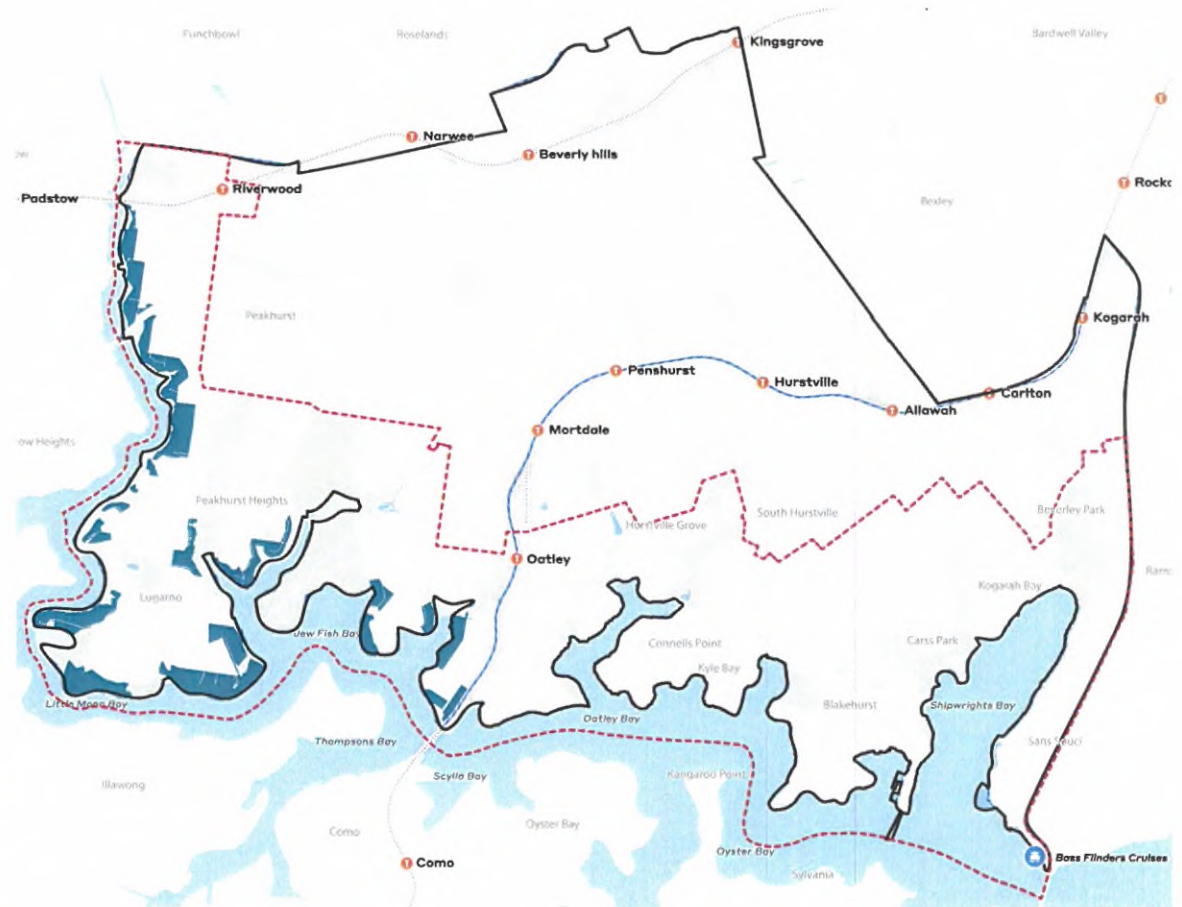 Punchbowl
Roselands
Kingsgrove
Bardwell Valley
Narwee
Beverly hills
Padstow
Riverwood
Rockd
Bexley
Peakhurst
Kogarah
Penshurst
Hurstville
Carlton
Allawah
Mortdale
ow Heights
Peakhurst Heights
South Hurstville
Beverley Park
Hurstville Grove
Oatley
Kogarah Bay
Lugarno
Jew Fish Bay
Connells Point
Carss Park
Kyle Bay
Little Moon Bay
Blakehurst
Shipwrights Bay
Oatley Bay
Thompsons Bay
Sans Souci
Scylla Bay
Kangaroo Point
Illawong
Como
Oyster Bay
Oyster Bay
Bass Flinders Cruises
Como
Sylvania